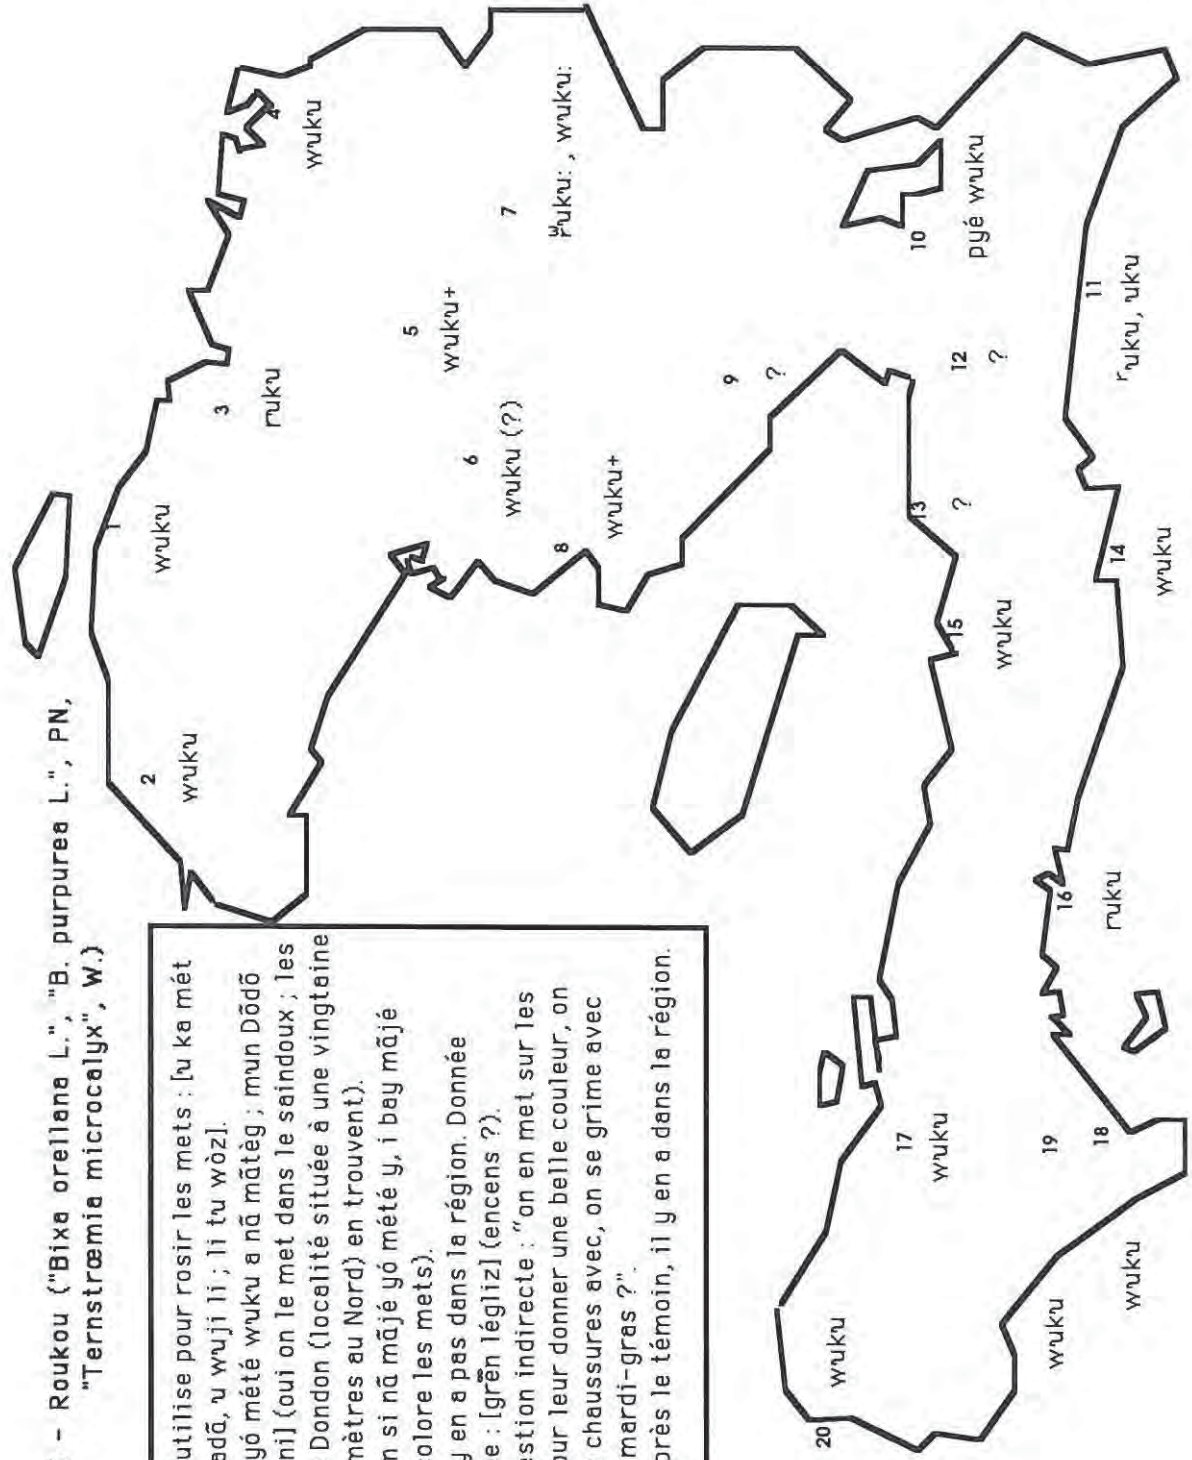 - Roukou ("Bixa orellana L.", "B. purpurea L.", PN,
"Ternstrœmia microcalyx", W.)
utilise pour rosir les mets : [u ka mét
adã, u wuji li ; li tu wòz].
yó mété wuku a nã mãtèg ; mun Dõdõ
ni] (oui on le met dans le saindoux ; les
Dondon (localité située à une vingtaine
mètres au Nord) en trouvent).
n si nã mãjé yó mété y, i bay mãjé
olore les mets).
y en a pas dans la région. Donnée
e : [grẽn légliz] (encens ?).
estion indirecte : "on en met sur les
our leur donner une belle couleur, on
chaussures avec, on se grime avec
mardi-gras ?".
près le témoin, il y en a dans la région.
1
wuku
2
wuku
3
ruku
4
wuku
5
wuku+
6
wuku (?)
7
ʷruku: , wuku:
8
wuku+
9
?
10
pyé wuku
11
ʳuku, uku
12
?
13
?
14
wuku
15
wuku
16
ruku
17
wuku
18
wuku
19
wuku
20
wuku